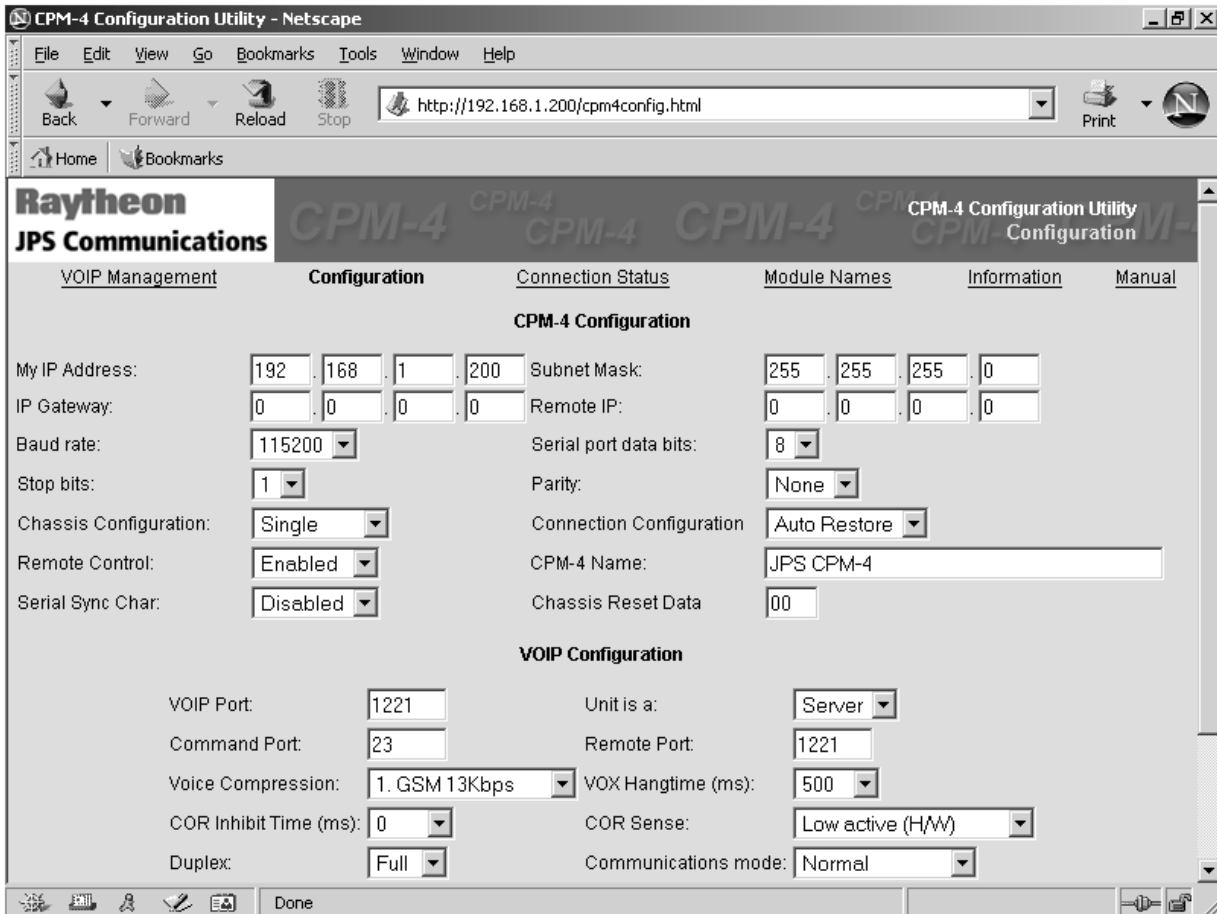 CPM-4 Configuration Utility - Netscape
File Edit View Go Bookmarks Tools Window Help
Back Forward Reload Stop http://192.168.1.200/cpm4config.html Print N
Home Bookmarks
Raytheon
JPS Communications
CPM-4 CPM-4 CPM-4 CPM-4 CPM-4
CPM-4 Configuration Utility
Configuration
VOIP Management Configuration Connection Status Module Names Information Manual
CPM-4 Configuration
My IP Address: 192 . 168 . 1 . 200 Subnet Mask: 255 . 255 . 255 . 0
IP Gateway: 0 . 0 . 0 . 0 Remote IP: 0 . 0 . 0 . 0
Baud rate: 115200 Serial port data bits: 8
Stop bits: 1 Parity: None
Chassis Configuration: Single Connection Configuration Auto Restore
Remote Control: Enabled CPM-4 Name: JPS CPM-4
Serial Sync Char: Disabled Chassis Reset Data 00
VOIP Configuration
VOIP Port: 1221 Unit is a: Server
Command Port: 23 Remote Port: 1221
Voice Compression: 1. GSM 13Kbps VOX Hangtime (ms): 500
COR Inhibit Time (ms): 0 COR Sense: Low active (H/W)
Duplex: Full Communications mode: Normal
Done